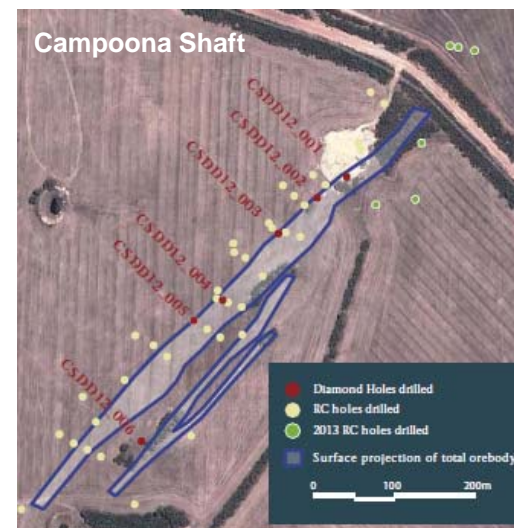 Campoona Shaft
CSDD12_001
CSDD12_002
CSDD12_003
CSDD12_004
CSDD12_005
CSDD12_006
Diamond Holes drilled
RC holes drilled
2013 RC holes drilled
Surface projection of total orebody
0 100 200m